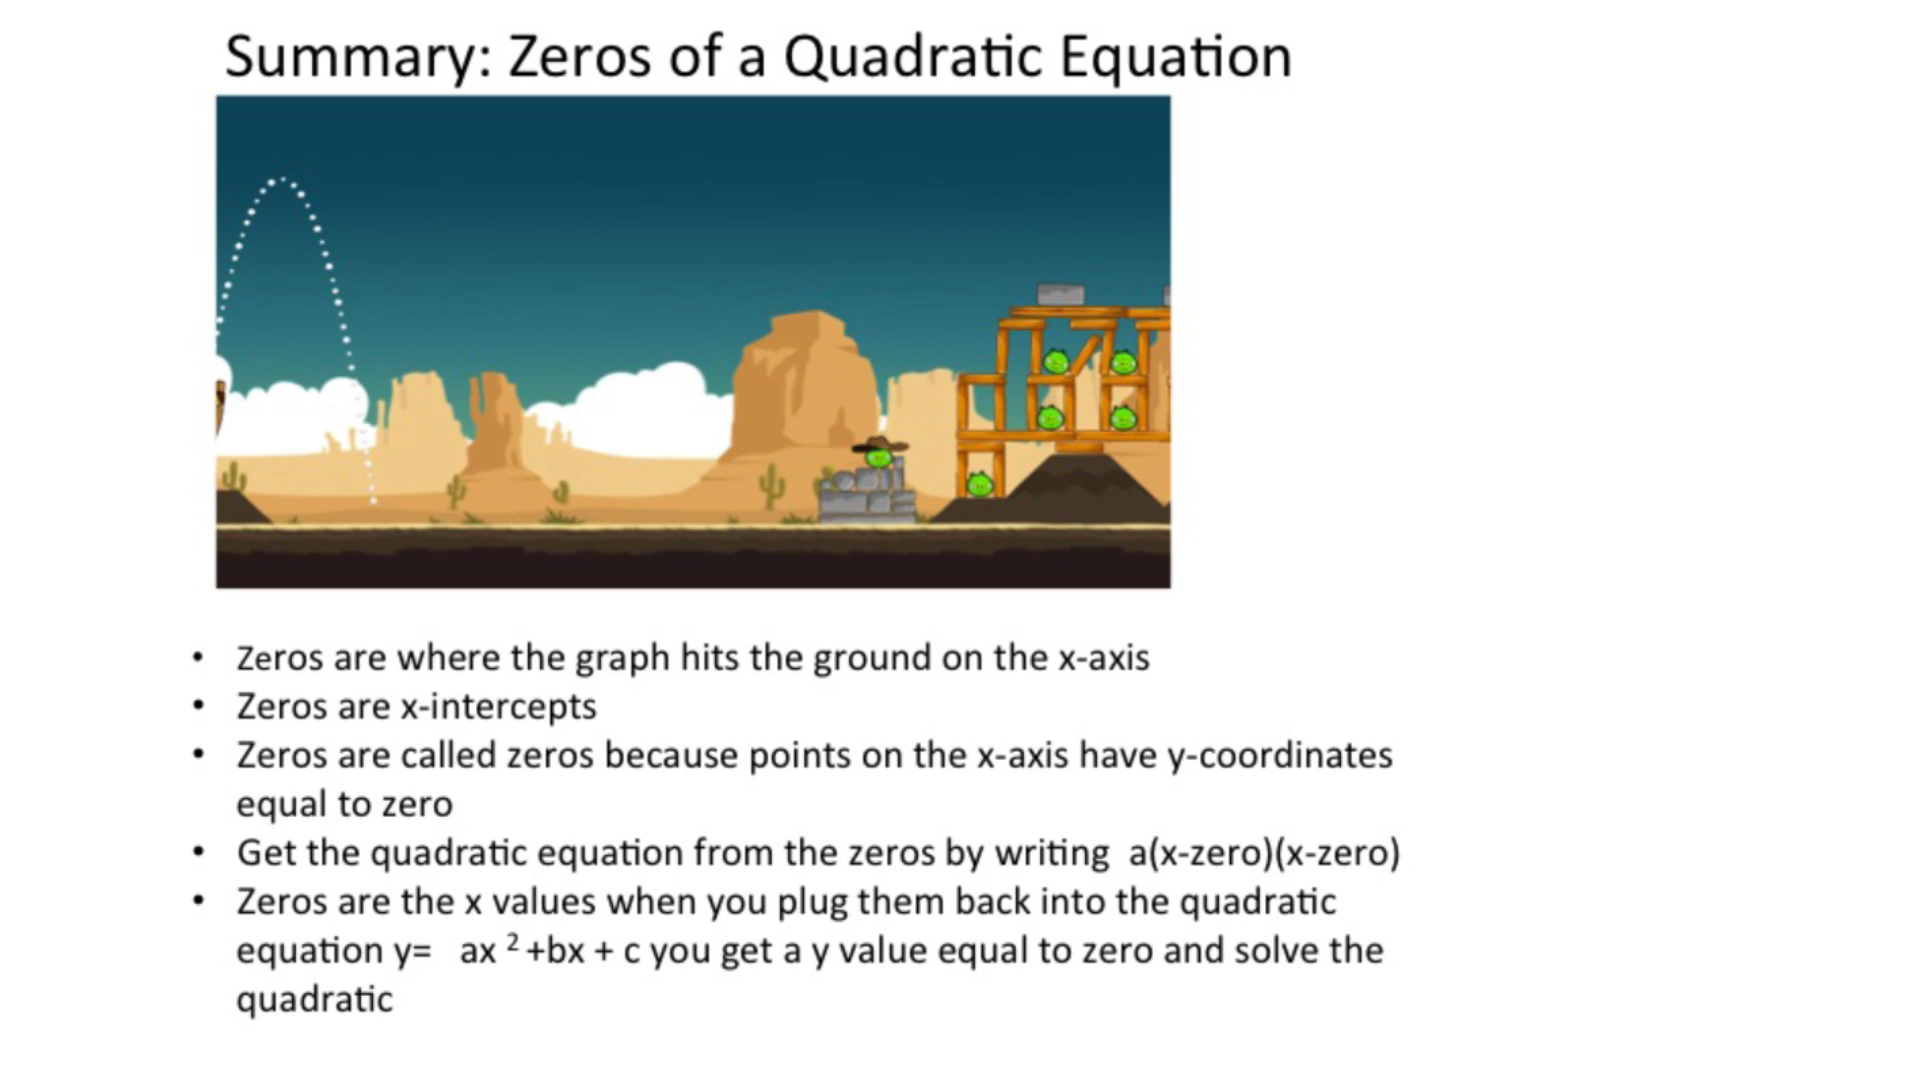 Summary: Zeros of a Quadratic Equation
• Zeros are where the graph hits the ground on the x-axis
• Zeros are x-intercepts
• Zeros are called zeros because points on the x-axis have y-coordinates
equal to zero
• Get the quadratic equation from the zeros by writing  a(x-zero)(x-zero)
• Zeros are the x values when you plug them back into the quadratic
equation y=   ax ² +bx + c you get a y value equal to zero and solve the
quadratic